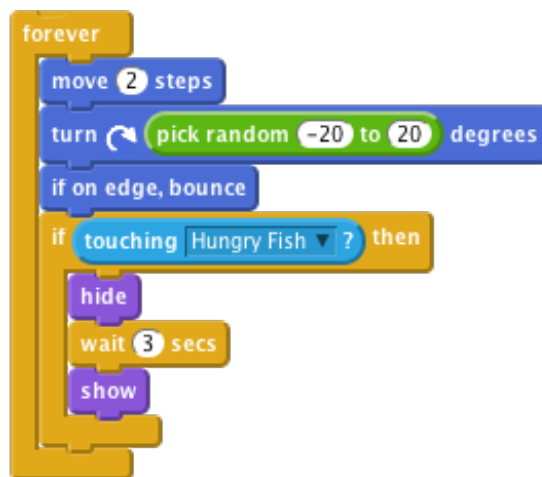 forever
move 2 steps
turn pick random -20 to 20 degrees
if on edge, bounce
if touching Hungry Fish ? then
hide
wait 3 secs
show